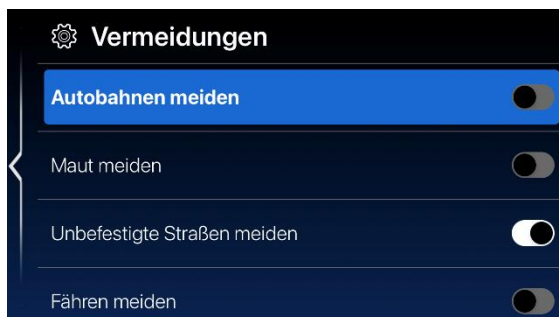 Vermeidungen
Autobahnen meiden
Maut meiden
Unbefestigte Straßen meiden
Fähren meiden